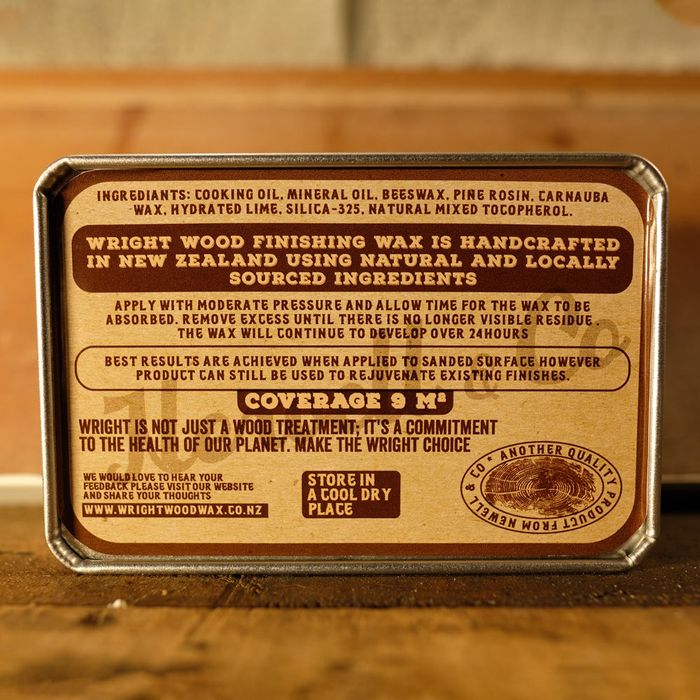 INGREDIANTS: COOKING OIL, MINERAL OIL, BEESWAX, PINE ROSIN, CARNAUBA
WAX, HYDRATED LIME, SILICA-325, NATURAL MIXED TOCOPHEROL.
WRIGHT WOOD FINISHING WAX IS HANDCRAFTED
IN NEW ZEALAND USING NATURAL AND LOCALLY
SOURCED INGREDIENTS
APPLY WITH MODERATE PRESSURE AND ALLOW TIME FOR THE WAX TO BE
ABSORBED. REMOVE EXCESS UNTIL THERE IS NO LONGER VISIBLE RESIDUE.
THE WAX WILL CONTINUE TO DEVELOP OVER 24HOURS
BEST RESULTS ARE ACHIEVED WHEN APPLIED TO SANDED SURFACE HOWEVER
PRODUCT CAN STILL BE USED TO REJUVENATE EXISTING FINISHES.
COVERAGE 9 M²
WRIGHT IS NOT JUST A WOOD TREATMENT; IT'S A COMMITMENT
TO THE HEALTH OF OUR PLANET. MAKE THE WRIGHT CHOICE
WE WOULD LOVE TO HEAR YOUR
FEEDBACK PLEASE VISIT OUR WEBSITE
AND SHARE YOUR THOUGHTS
WWW.WRIGHTWOODWAX.CO.NZ
STORE IN
A COOL DRY
PLACE
* ANOTHER QUALITY PRODUCT FROM NEWELL & CO
Newell & Co